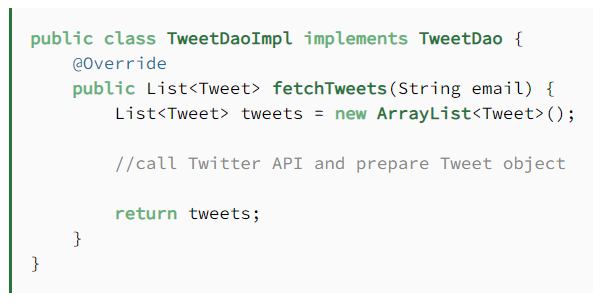 public class TweetDaoImpl implements TweetDao {
@Override
public List<Tweet> fetchTweets(String email) {
List<Tweet> tweets = new ArrayList<Tweet>();
//call Twitter API and prepare Tweet object
return tweets;
}
}